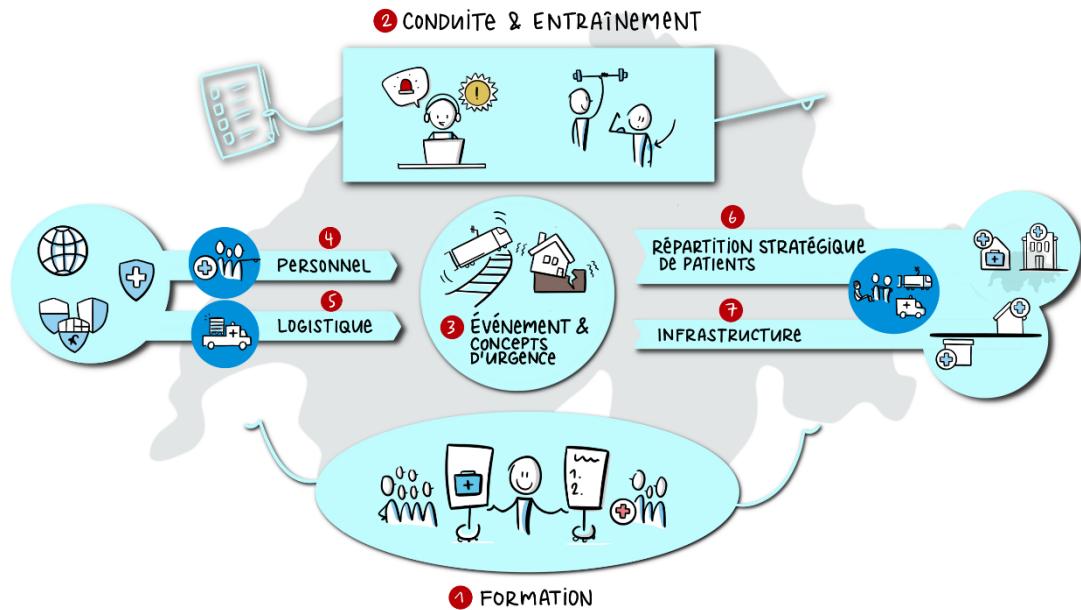 2 CONDUITE & ENTRAÎNEMENT
!
4
PERSONNEL
5
LOGISTIQUE
3 ÉVÉNEMENT &
CONCEPTS
D'URGENCE
6
RÉPARTITION STRATÉGIQUE
DE PATIENTS
7
INFRASTRUCTURE
1.
2.
1 FORMATION